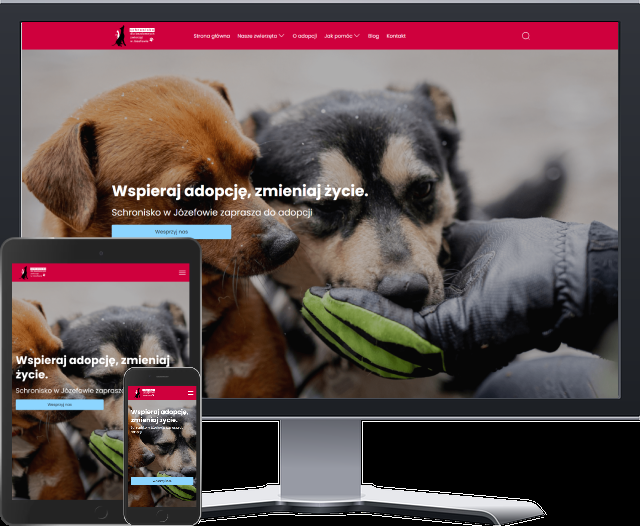 Strona główna Nasze zwierzęta O adopcji Jak pomóc Blog Kontakt
Wspieraj adopcję, zmieniaj życie.
Schronisko w Józefowie zaprasza do adopcji
Wesprzyj nas
Wspieraj adopcję, zmieniaj
życie.
Schronisko w Józefowie zaprasza
Wesprzyj nas
Wspieraj adopcję,
zmieniaj życie.